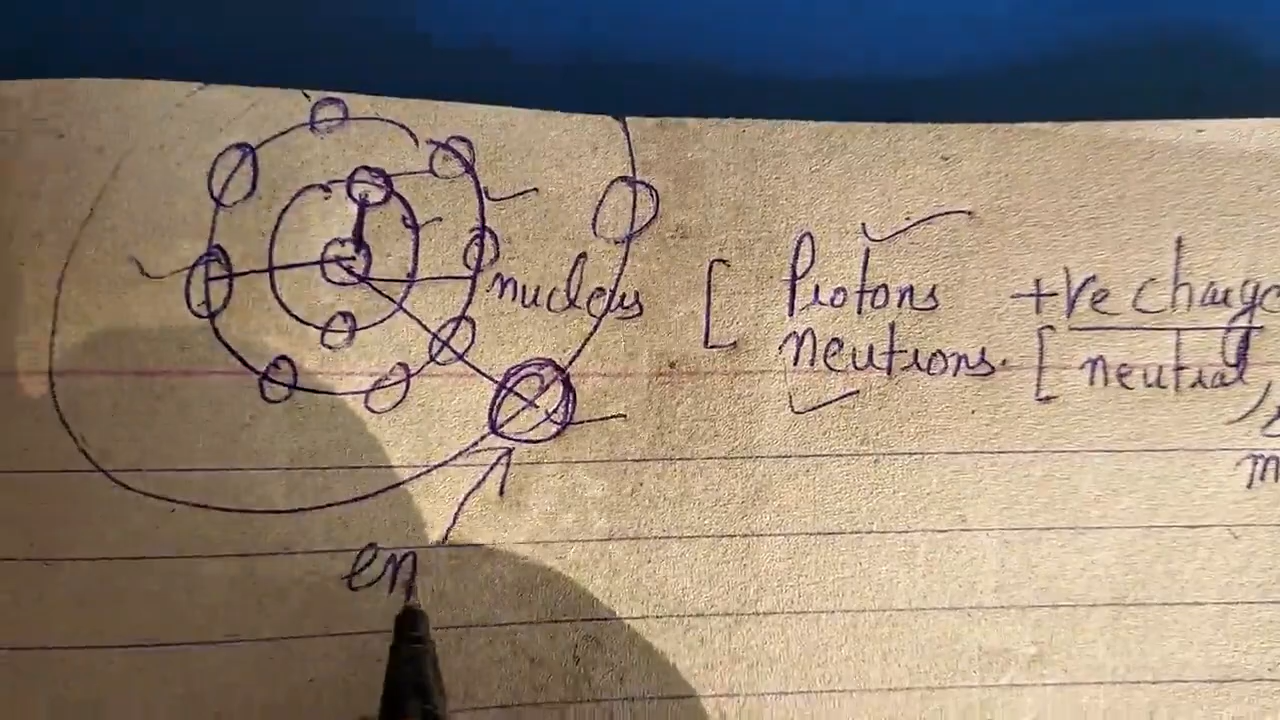 nucleus [ Protons +ve charge
neutrons. [ neutral,
m
en